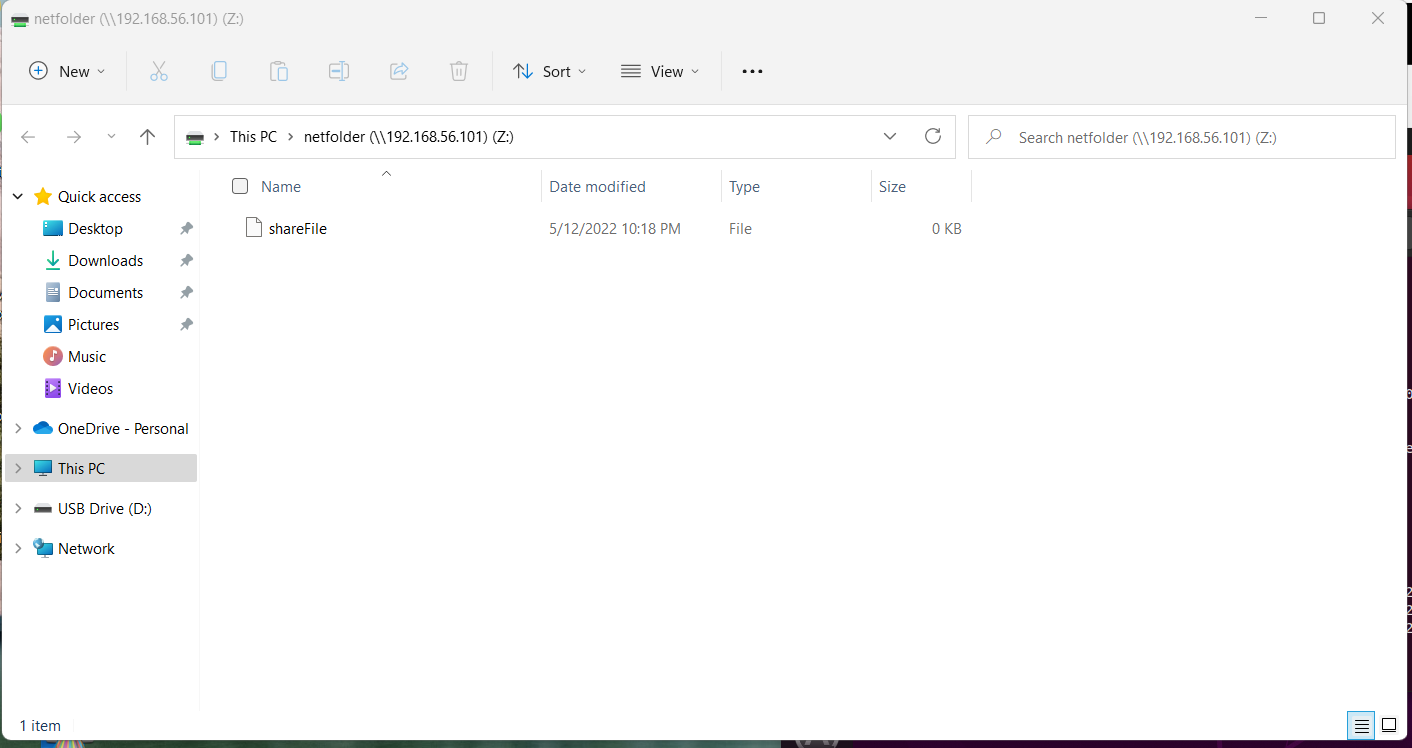 netfolder (\\192.168.56.101) (Z:)
New
Sort
View
This PC
netfolder (\\192.168.56.101) (Z:)
Search netfolder (\\192.168.56.101) (Z:)
Name
Date modified
Type
Size
shareFile
5/12/2022 10:18 PM
File
0 KB
Quick access
Desktop
Downloads
Documents
Pictures
Music
Videos
OneDrive - Personal
This PC
USB Drive (D:)
Network
1 item